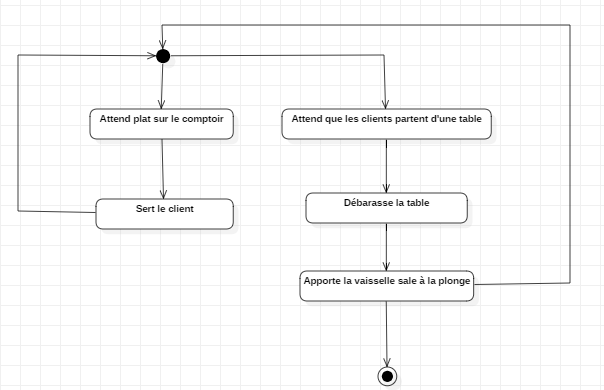 Attend plat sur le comptoir
Attend que les clients partent d'une table
Sert le client
Débarasse la table
Apporte la vaisselle sale à la plonge